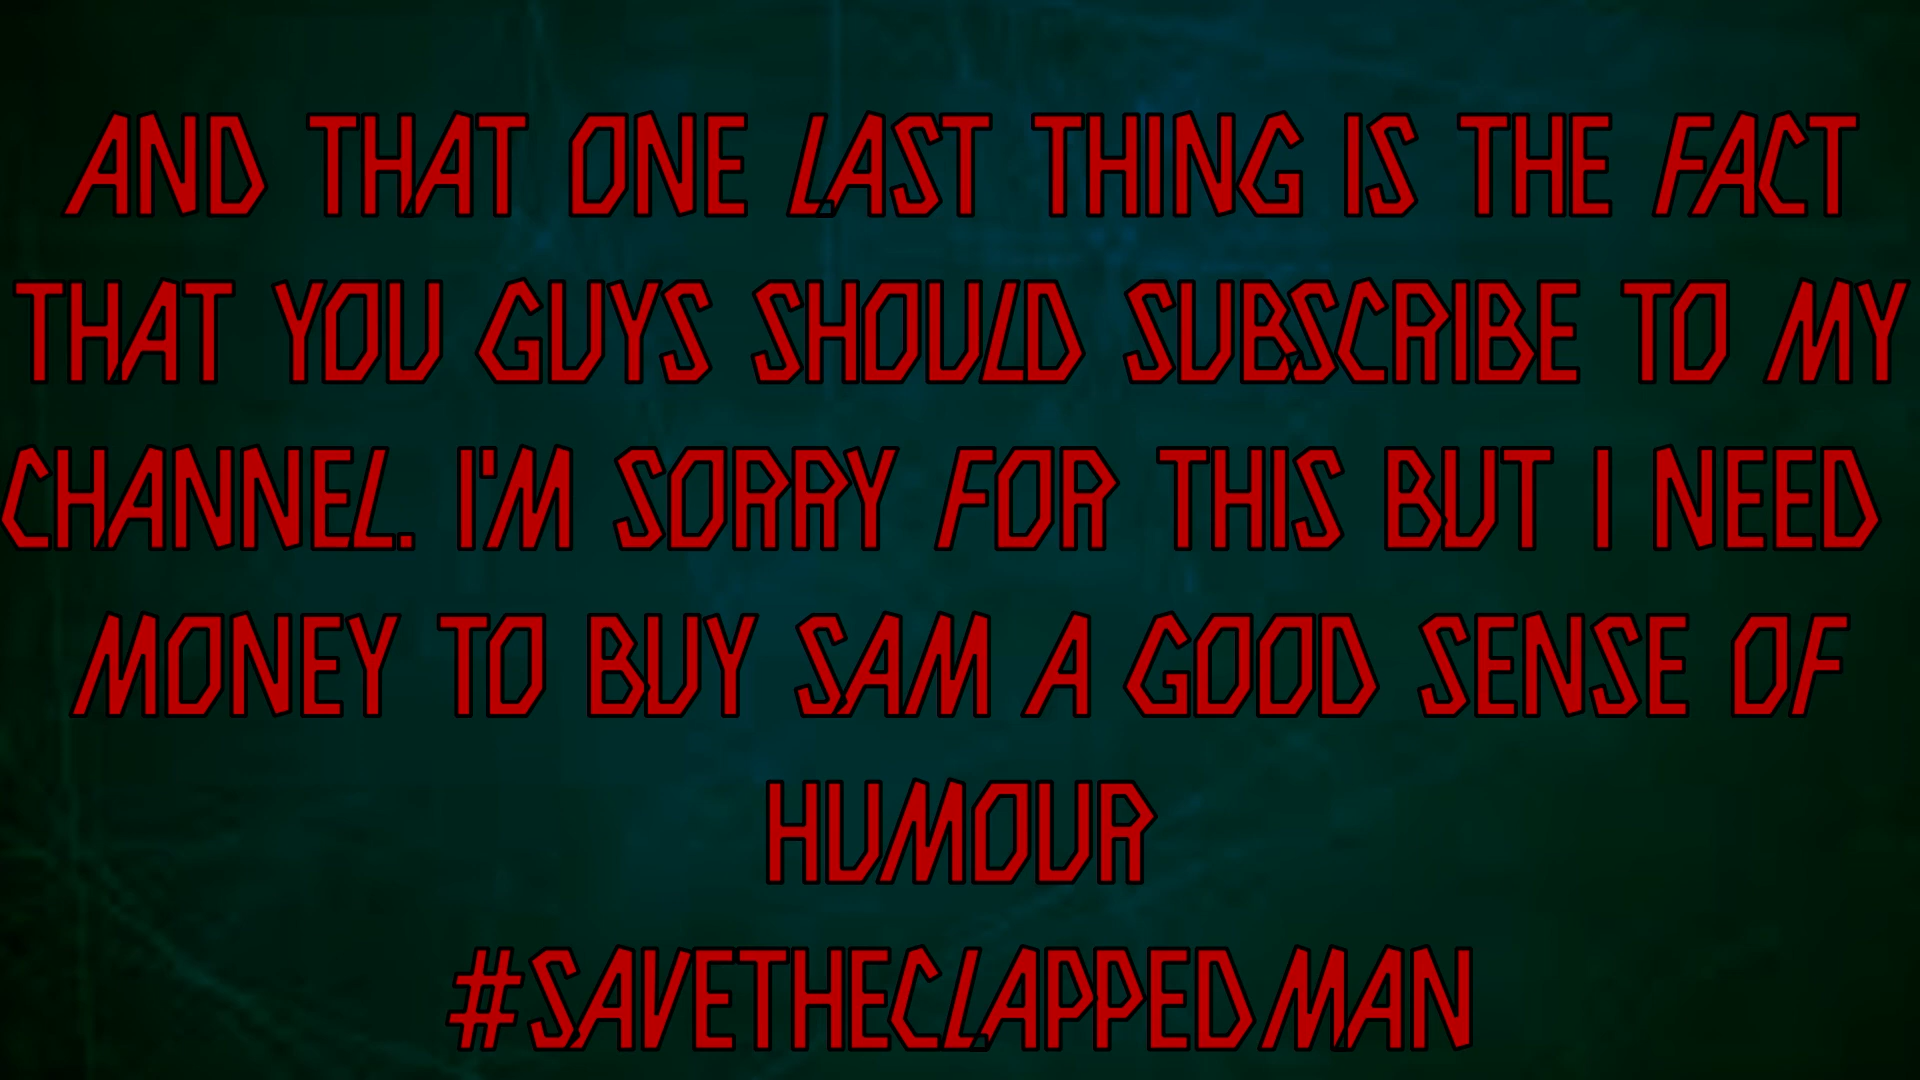 AND THAT ONE LAST THING IS THE FACT
THAT YOU GUYS SHOULD SUBSCRIBE TO MY
CHANNEL. I'M SORRY FOR THIS BUT I NEED
MONEY TO BUY SAM A GOOD SENSE OF
HUMOUR
#SAVETHECLAPPEDMAN